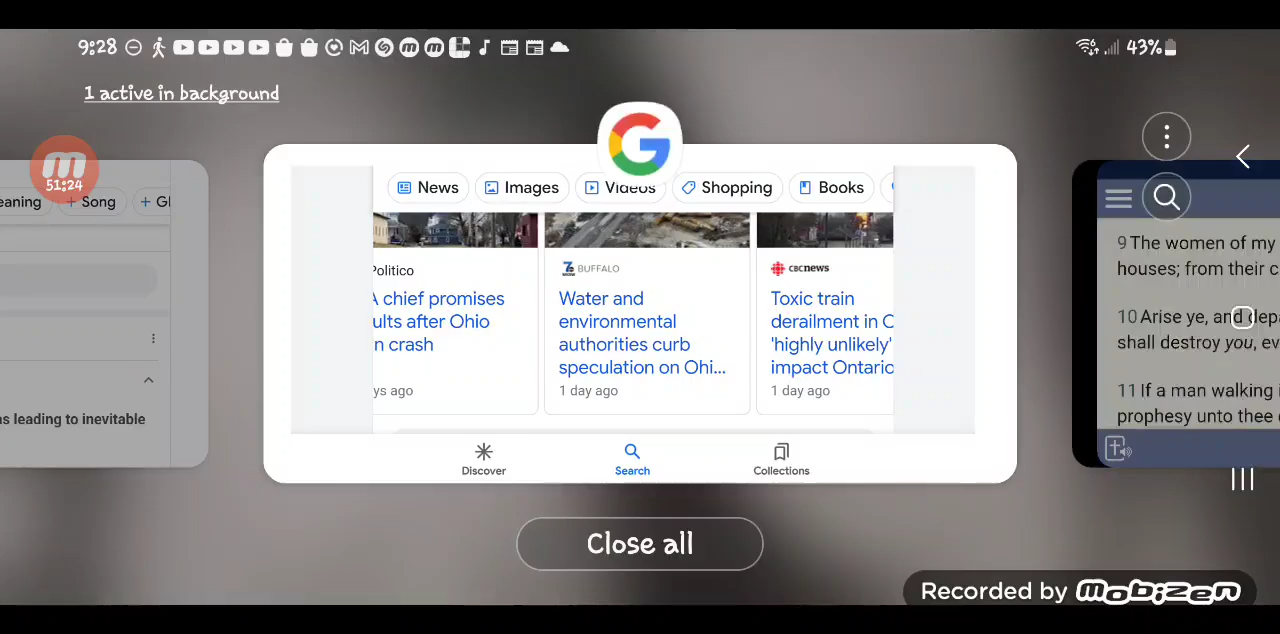 9:28
43%
1 active in background
51:24
eaning
+ Song
+ Gl
as leading to inevitable
News
Images
Videos
Shopping
Books
Politico
A chief promises
ults after Ohio
n crash
ys ago
7 BUFFALO
Water and
environmental
authorities curb
speculation on Ohi...
1 day ago
CBC news
Toxic train
derailment in O
'highly unlikely'
impact Ontario
1 day ago
Discover
Search
Collections
9 The women of my
houses; from their c
10 Arise ye, and depa
shall destroy you, ev
11 If a man walking i
prophesy unto thee
Close all
Recorded by mobizen